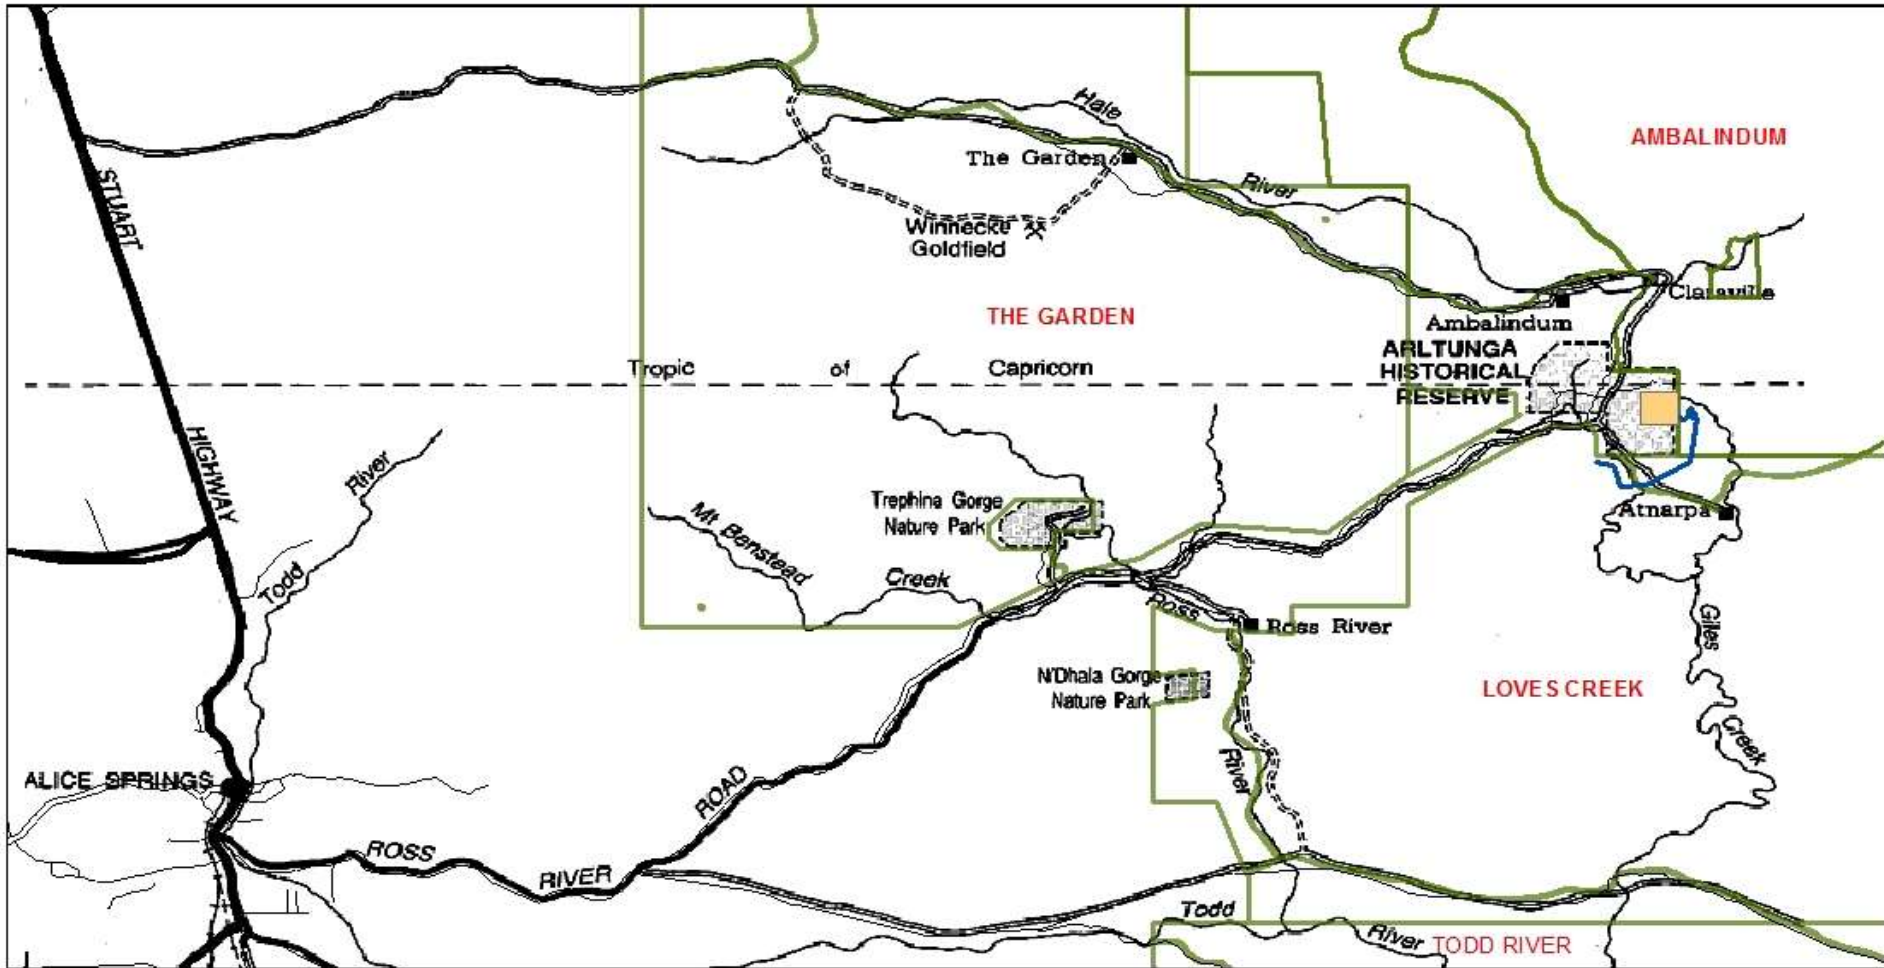 Hale
AMBALINDUM
The Garden
River
STUART
Winnecke
Goldfield
Claraville
THE GARDEN
Ambalindum
ARLTUNGA
HISTORICAL
RESERVE
Tropic of Capricorn
HIGHWAY
River
Trephina Gorge
Nature Park
Mt Benstead
Creek
Atnarpa
Todd
Ross
Ross River
Giles
N'Dhala Gorge
Nature Park
LOVES CREEK
Creek
River
ALICE SPRINGS
ROAD
ROSS
RIVER
Todd
River
TODD RIVER